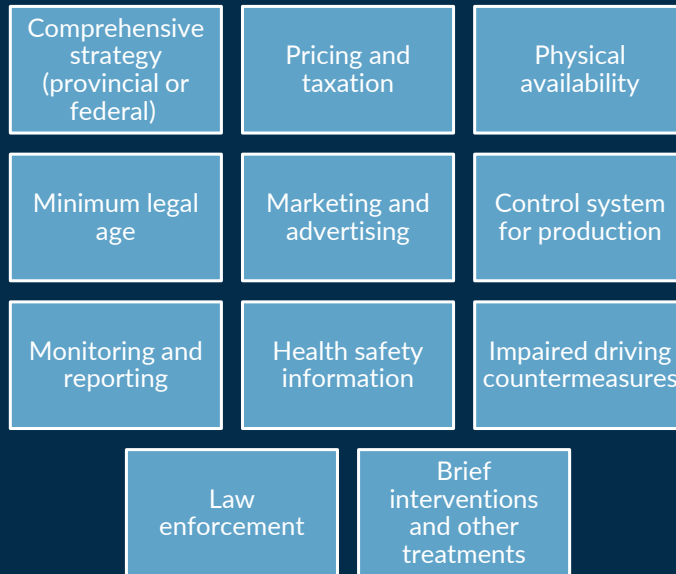 Comprehensive
strategy
(provincial or
federal)
Pricing and
taxation
Physical
availability
Minimum legal
age
Marketing and
advertising
Control system
for production
Monitoring and
reporting
Health safety
information
Impaired driving
countermeasures
Law
enforcement
Brief
interventions
and other
treatments